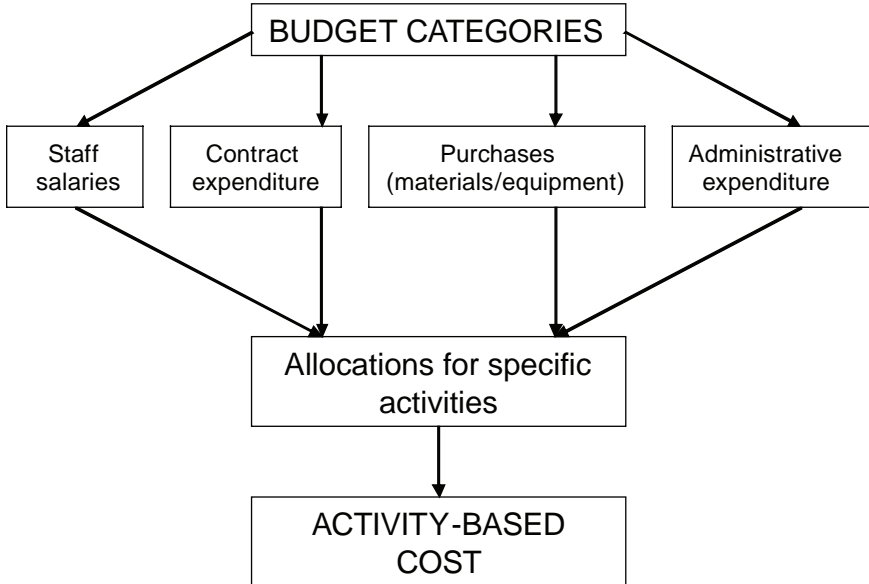 BUDGET CATEGORIES
Staff
salaries
Contract
expenditure
Purchases
(materials/equipment)
Administrative
expenditure
Allocations for specific
activities
ACTIVITY-BASED
COST